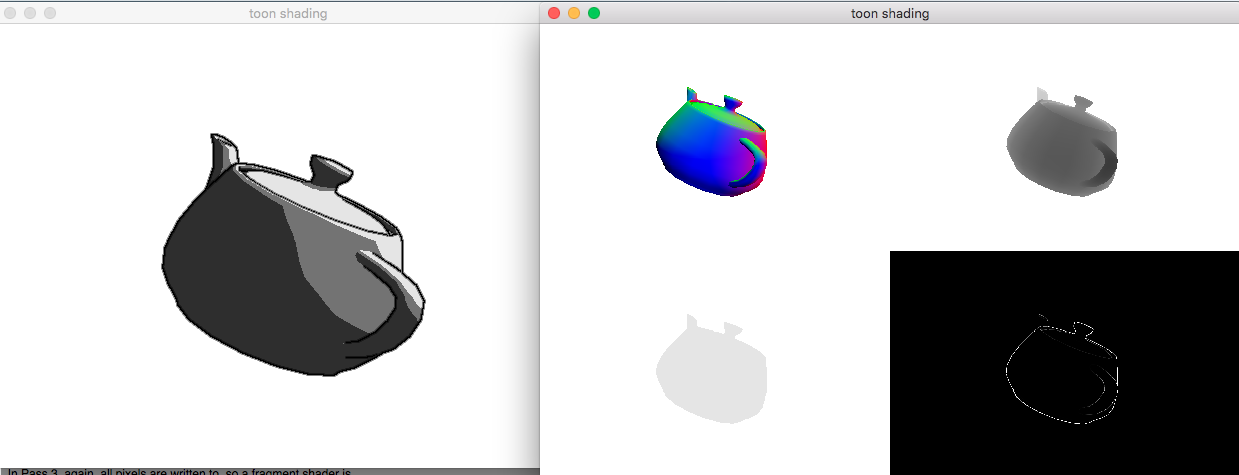 toon shading
toon shading
In Pass 3, again, all pixels are written to, so a fragment shader is